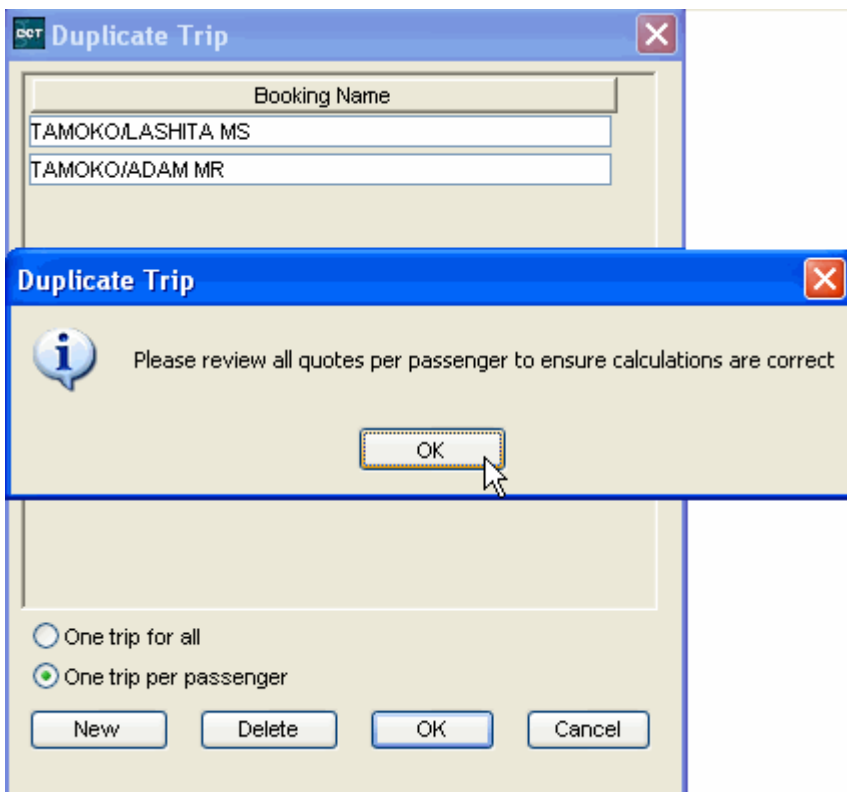 DCT Duplicate Trip
Booking Name
TAMOKO/LASHITA MS
TAMOKO/ADAM MR
Duplicate Trip
Please review all quotes per passenger to ensure calculations are correct
OK
One trip for all
One trip per passenger
New Delete OK Cancel